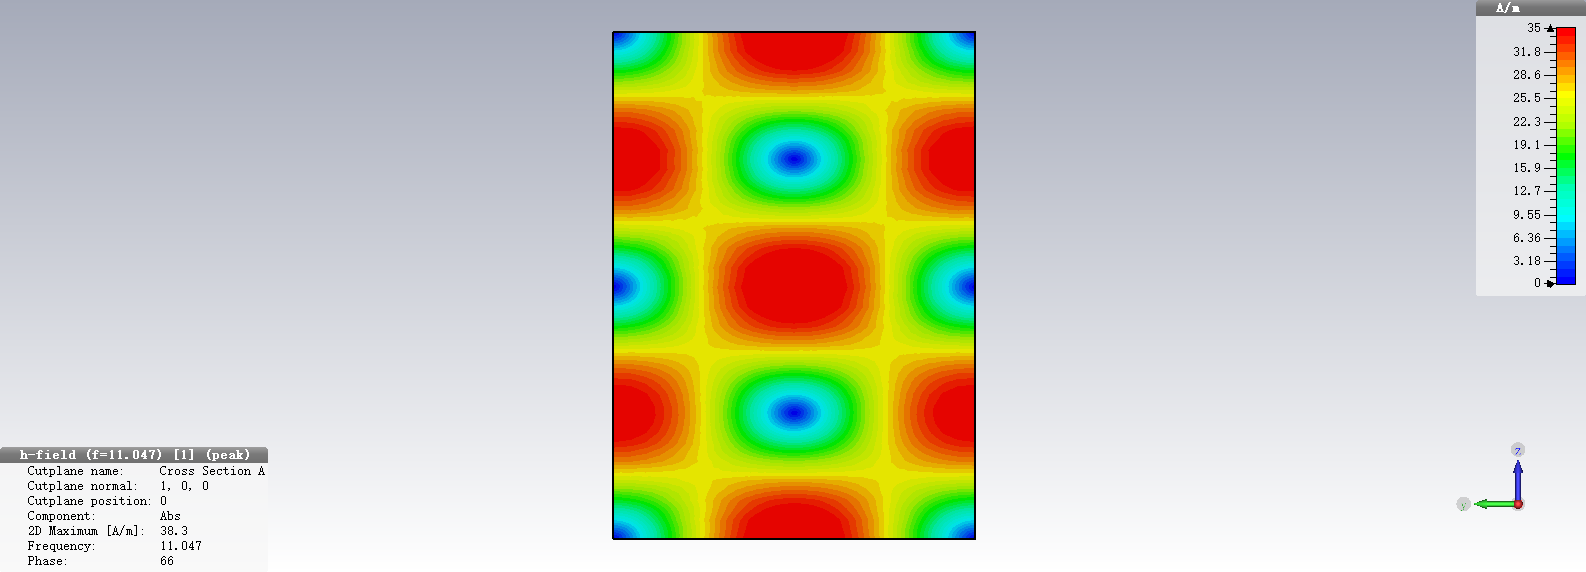 A/m
35
31.8
28.6
25.5
22.3
19.1
15.9
12.7
9.55
6.36
3.18
0
h-field (f=11.047) [1] (peak)
Cutplane name: Cross Section A
Cutplane normal: 1, 0, 0
Cutplane position: 0
Component: Abs
2D Maximum [A/m]: 38.3
Frequency: 11.047
Phase: 66
z
y